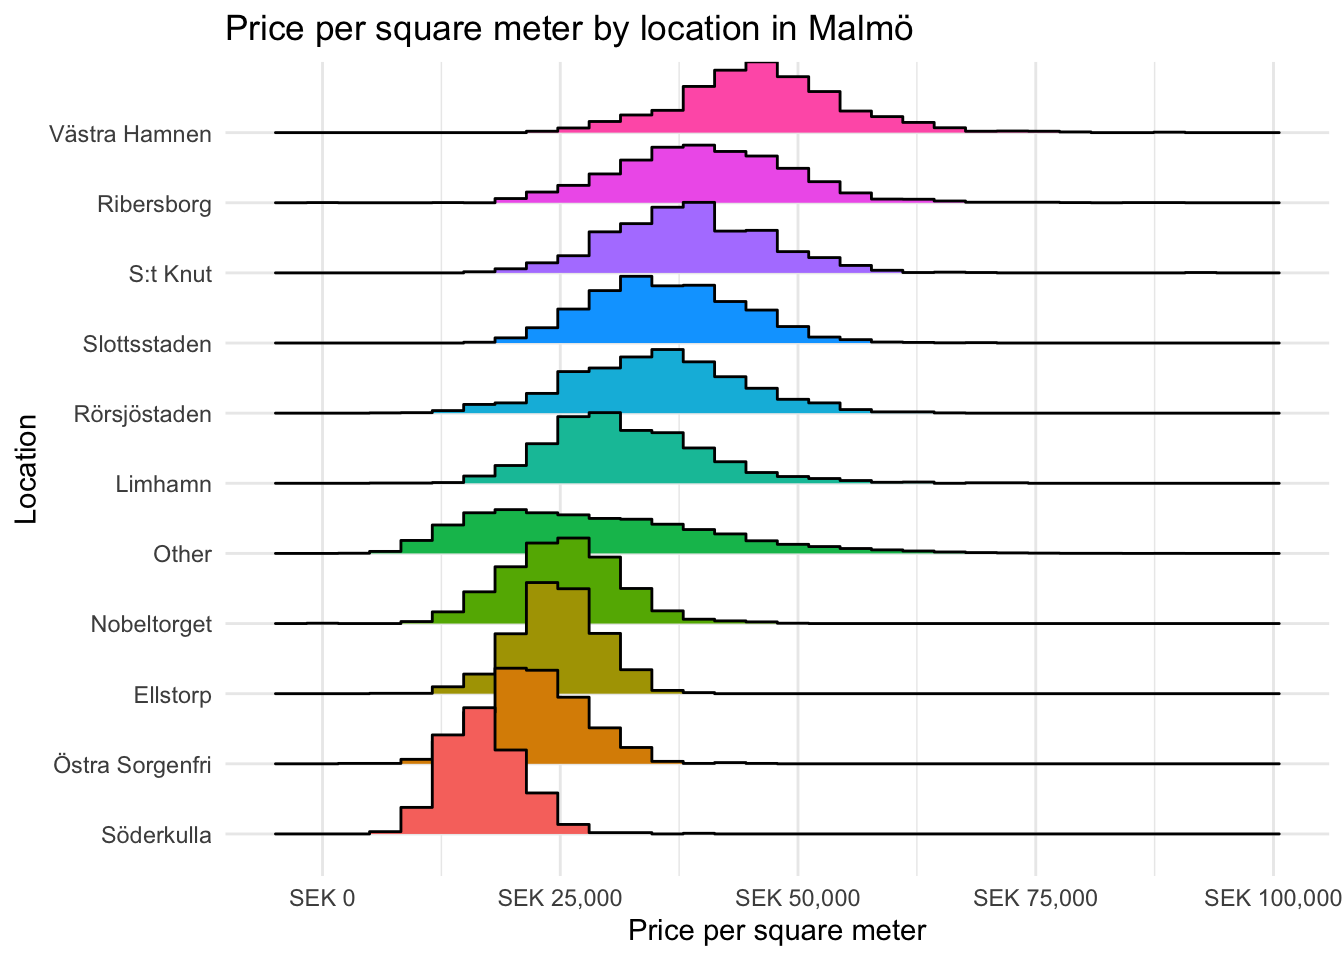 Price per square meter by location in Malmö
Location
Västra Hamnen
Ribersborg
S:t Knut
Slottsstaden
Rörsjöstaden
Limhamn
Other
Nobeltorget
Ellstorp
Östra Sorgenfri
Söderkulla
SEK 0 SEK 25,000 SEK 50,000 SEK 75,000 SEK 100,000
Price per square meter